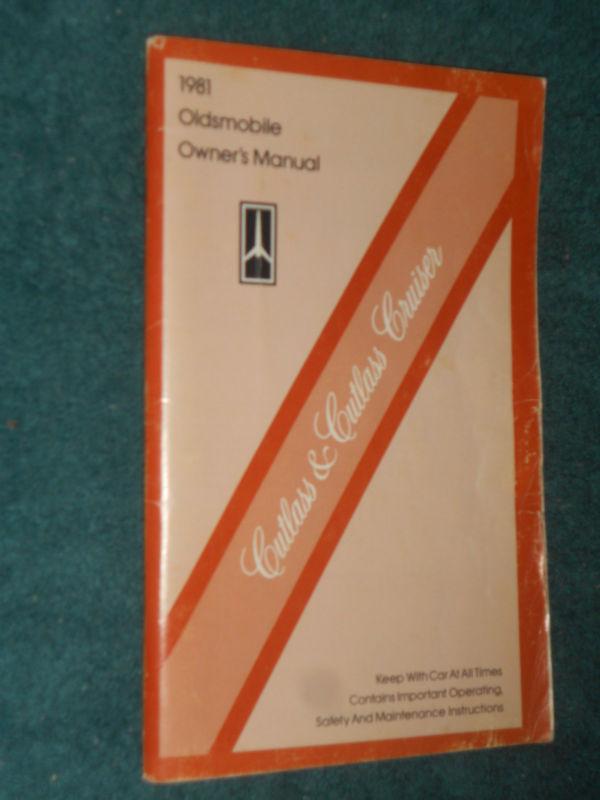 1981
Oldsmobile
Owner's Manual
Cutlass & Cutlass Cruiser
Keep With Car At All Times
Contains Important Operating,
Safety And Maintenance Instructions